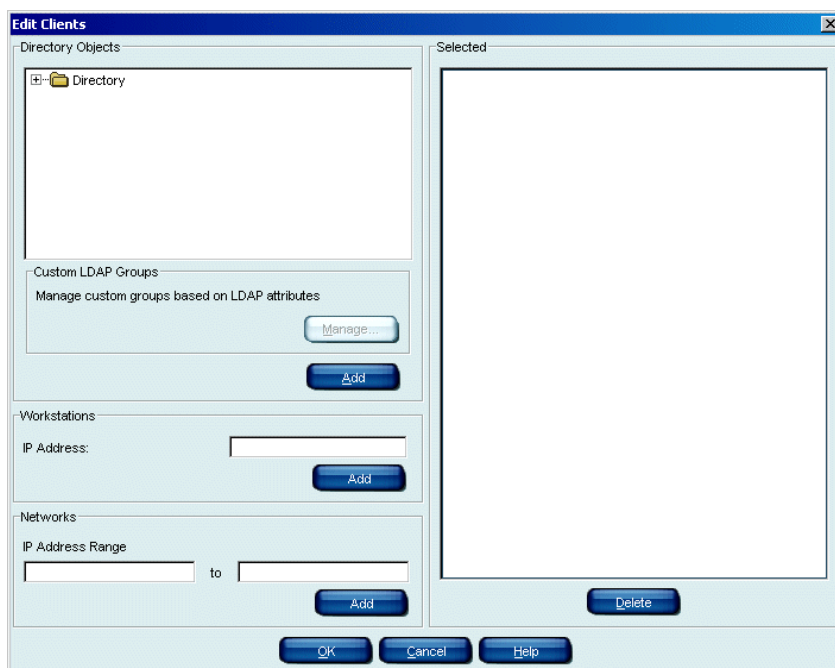 Edit Clients
Directory Objects
Directory
Custom LDAP Groups
Manage custom groups based on LDAP attributes
Manage...
Add
Workstations
IP Address:
Add
Networks
IP Address Range
to
Add
Selected
Delete
OK
Cancel
Help